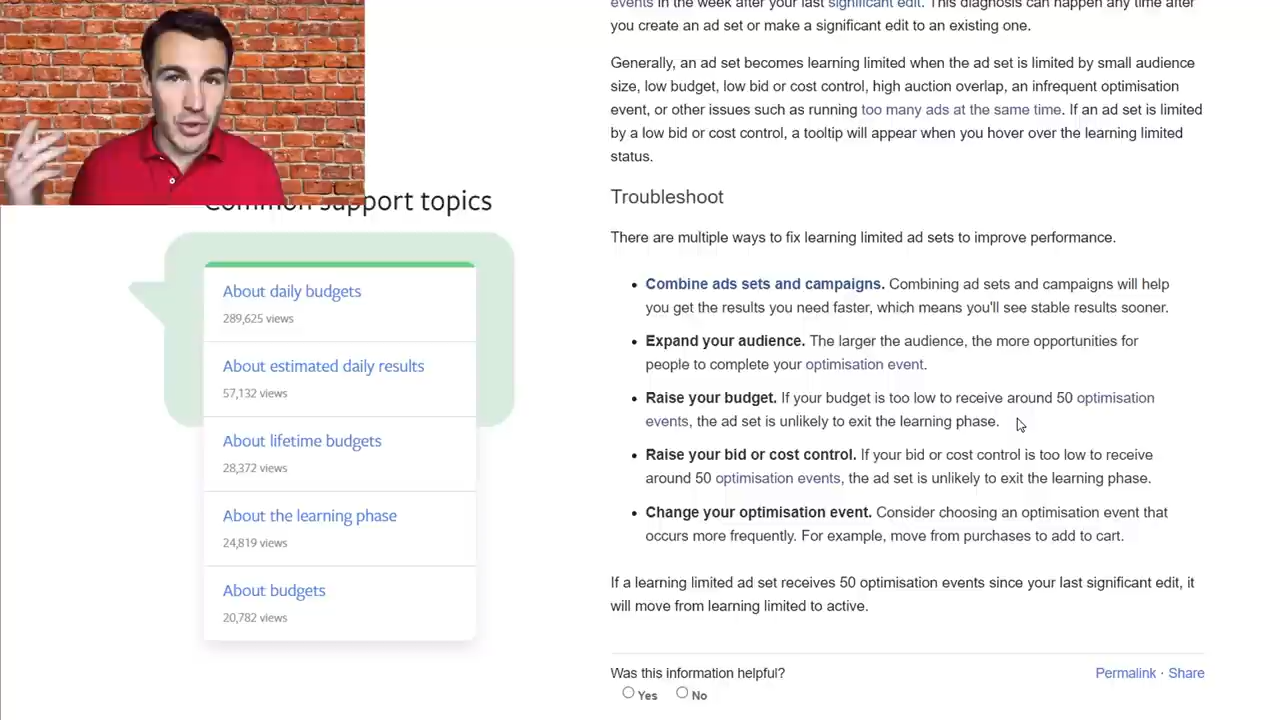 events in the week after your last significant edit. This diagnosis can happen any time after
you create an ad set or make a significant edit to an existing one.
Generally, an ad set becomes learning limited when the ad set is limited by small audience
size, low budget, low bid or cost control, high auction overlap, an infrequent optimisation
event, or other issues such as running too many ads at the same time. If an ad set is limited
by a low bid or cost control, a tooltip will appear when you hover over the learning limited
status.
Common support topics
About daily budgets
289,625 views
About estimated daily results
57,132 views
About lifetime budgets
28,372 views
About the learning phase
24,819 views
About budgets
20,782 views
Troubleshoot
There are multiple ways to fix learning limited ad sets to improve performance.
• Combine ads sets and campaigns. Combining ad sets and campaigns will help
you get the results you need faster, which means you'll see stable results sooner.
• Expand your audience. The larger the audience, the more opportunities for
people to complete your optimisation event.
• Raise your budget. If your budget is too low to receive around 50 optimisation
events, the ad set is unlikely to exit the learning phase.
• Raise your bid or cost control. If your bid or cost control is too low to receive
around 50 optimisation events, the ad set is unlikely to exit the learning phase.
• Change your optimisation event. Consider choosing an optimisation event that
occurs more frequently. For example, move from purchases to add to cart.
If a learning limited ad set receives 50 optimisation events since your last significant edit, it
will move from learning limited to active.
Was this information helpful?
Yes No
Permalink · Share